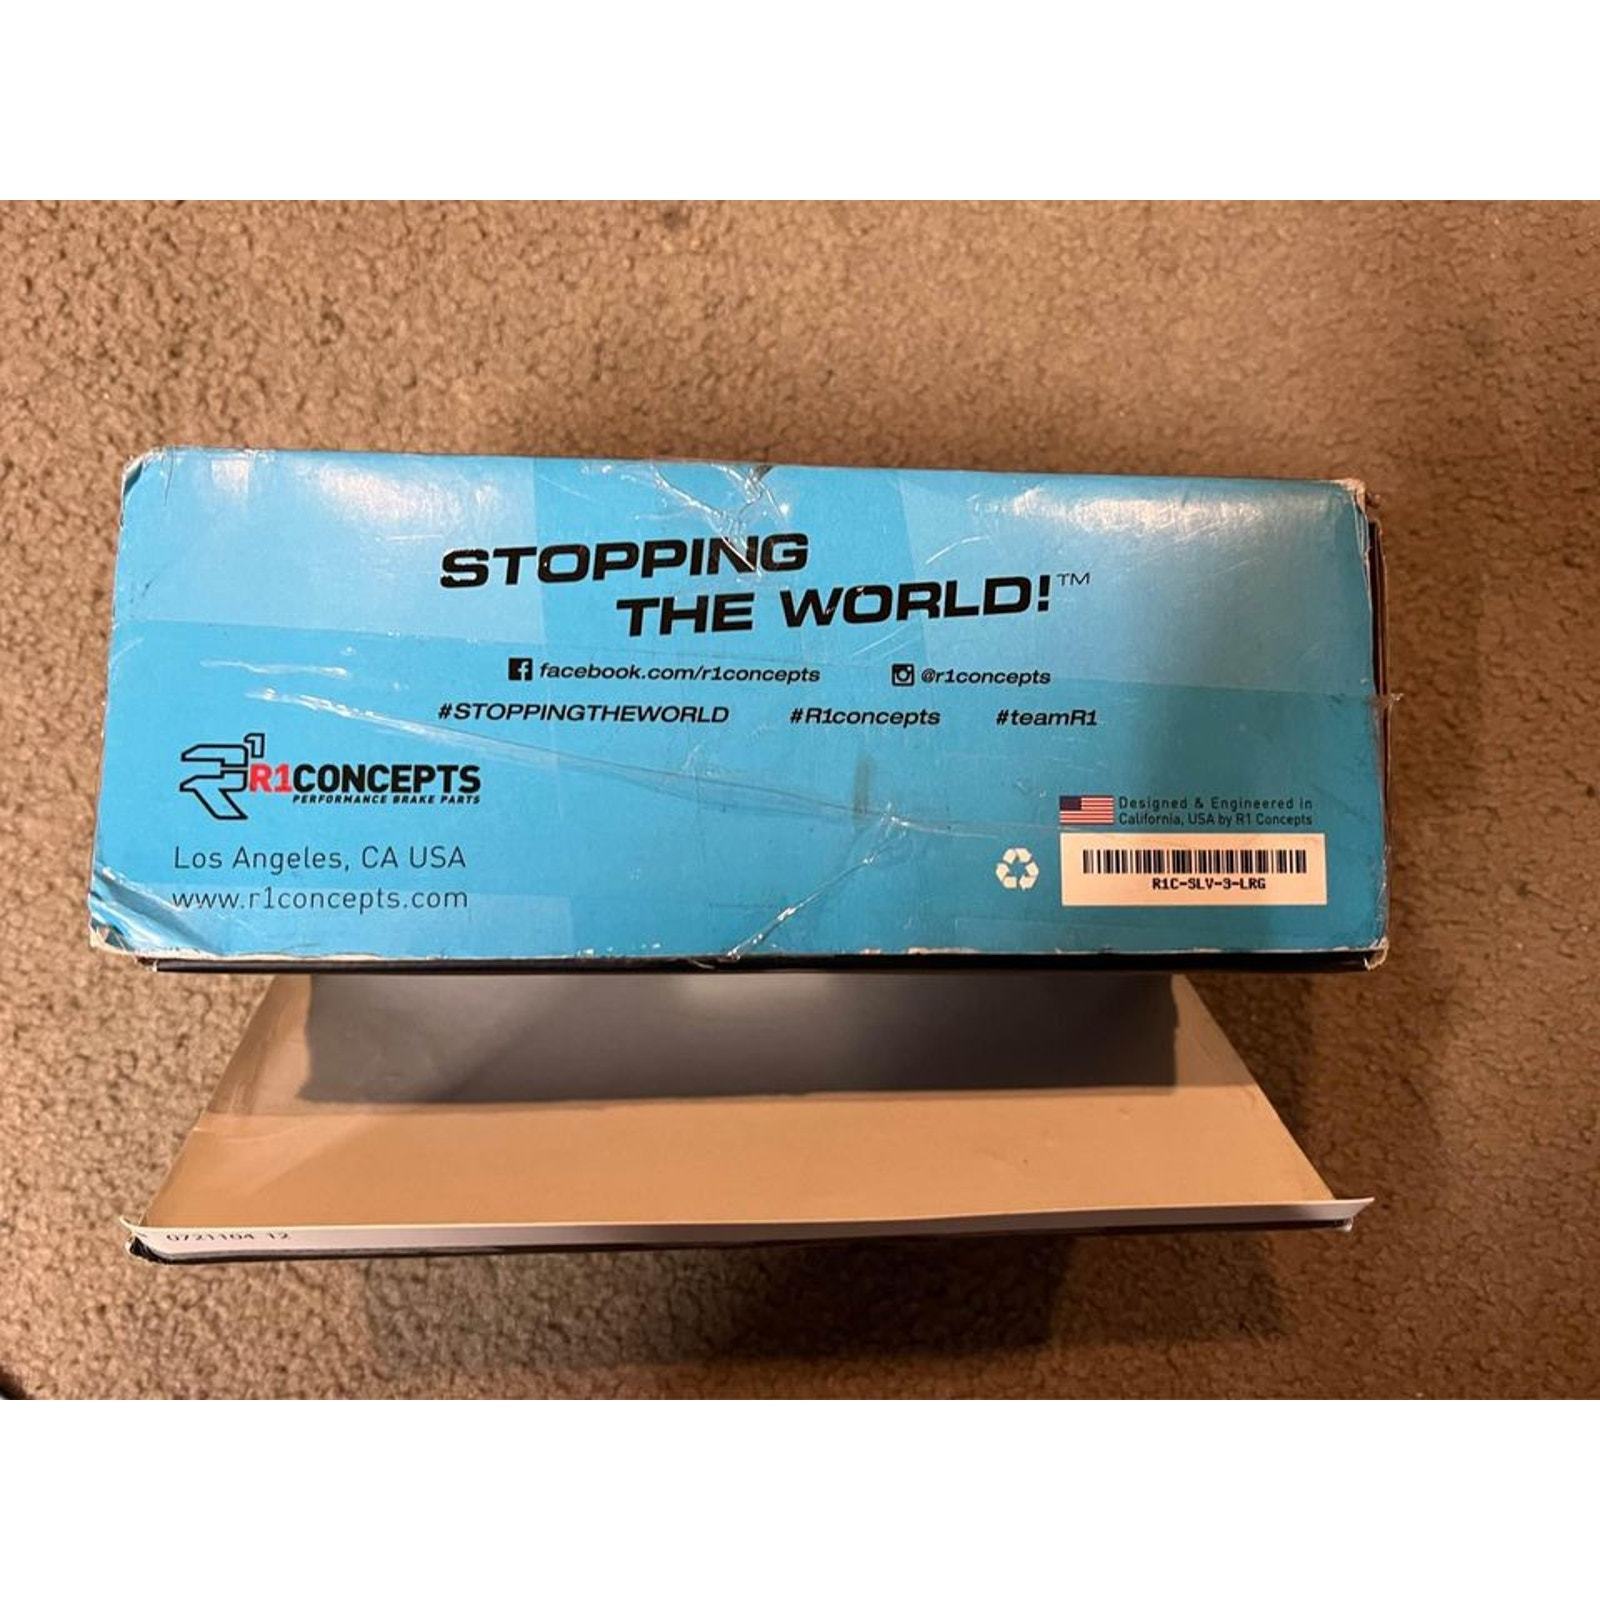 STOPPING
THE WORLD!™
facebook.com/r1concepts @r1concepts
#STOPPINGTHEWORLD #R1concepts #teamR1
R1 R1CONCEPTS
PERFORMANCE BRAKE PARTS
Los Angeles, CA USA
www.r1concepts.com
Designed & Engineered in
California, USA by R1 Concepts
R1C-SLV-3-LRG
0721104 12